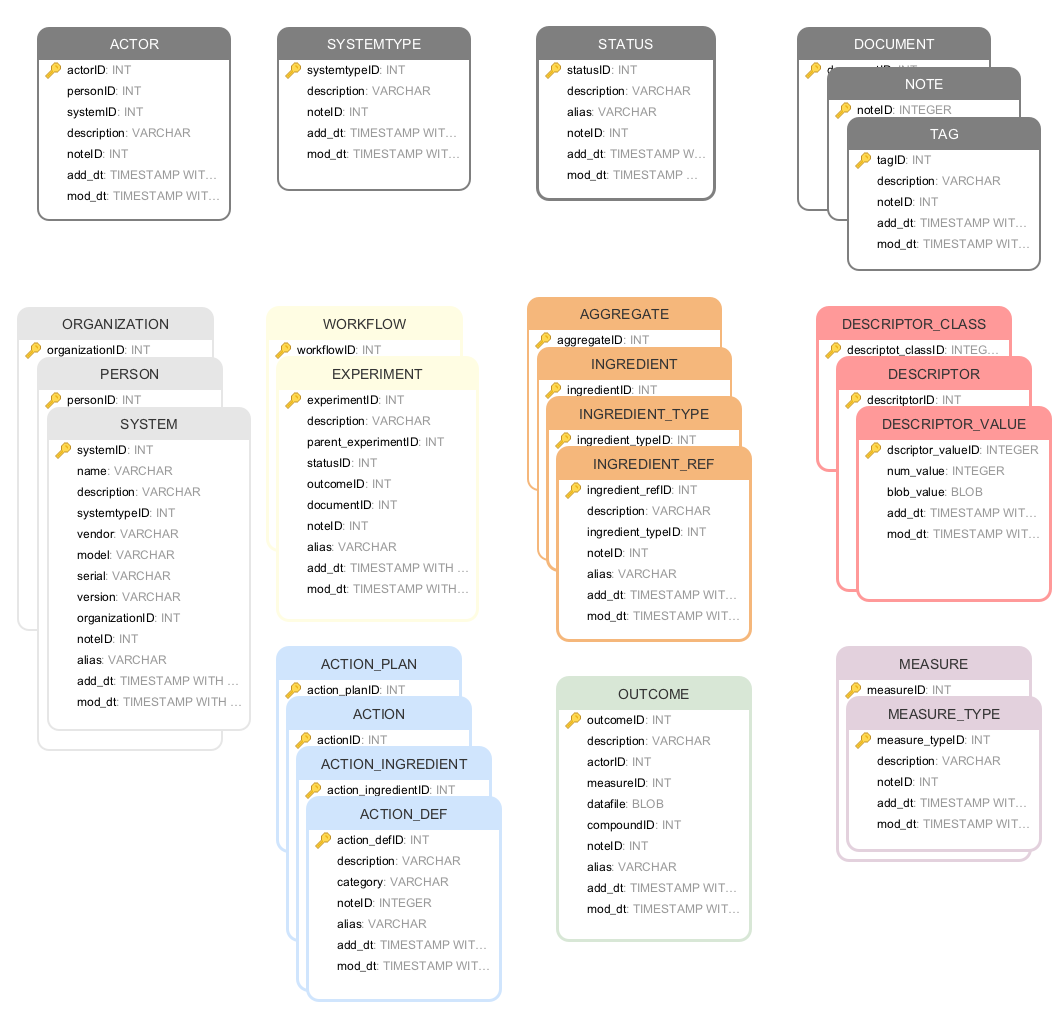 ACTOR
actorID: INT
personID: INT
systemID: INT
description: VARCHAR
noteID: INT
add_dt: TIMESTAMP WIT...
mod_dt: TIMESTAMP WIT...
SYSTEMTYPE
systemtypeID: INT
description: VARCHAR
noteID: INT
add_dt: TIMESTAMP WIT...
mod_dt: TIMESTAMP WIT...
STATUS
statusID: INT
description: VARCHAR
alias: VARCHAR
noteID: INT
add_dt: TIMESTAMP W...
mod_dt: TIMESTAMP ...
DOCUMENT
NOTE
noteID: INTEGER
TAG
tagID: INT
description: VARCHAR
noteID: INT
add_dt: TIMESTAMP WIT...
mod_dt: TIMESTAMP WIT...
ORGANIZATION
organizationID: INT
PERSON
personID: INT
SYSTEM
systemID: INT
name: VARCHAR
description: VARCHAR
systemtypeID: INT
vendor: VARCHAR
model: VARCHAR
serial: VARCHAR
version: VARCHAR
organizationID: INT
noteID: INT
alias: VARCHAR
add_dt: TIMESTAMP WITH ...
mod_dt: TIMESTAMP WITH ...
WORKFLOW
workflowID: INT
EXPERIMENT
experimentID: INT
description: VARCHAR
parent_experimentID: INT
statusID: INT
outcomeID: INT
documentID: INT
noteID: INT
alias: VARCHAR
add_dt: TIMESTAMP WITH ...
mod_dt: TIMESTAMP WITH...
AGGREGATE
aggregateID: INT
INGREDIENT
ingredientID: INT
INGREDIENT_TYPE
ingredient_typeID: INT
INGREDIENT_REF
ingredient_refID: INT
description: VARCHAR
ingredient_typeID: INT
noteID: INT
alias: VARCHAR
add_dt: TIMESTAMP WIT...
mod_dt: TIMESTAMP WIT...
DESCRIPTOR_CLASS
descriptot_classID: INTEG...
DESCRIPTOR
descritptorID: INT
DESCRIPTOR_VALUE
dscriptor_valueID: INTEGER
num_value: INTEGER
blob_value: BLOB
add_dt: TIMESTAMP WIT...
mod_dt: TIMESTAMP WIT...
ACTION_PLAN
action_planID: INT
ACTION
actionID: INT
ACTION_INGREDIENT
action_ingredientID: INT
ACTION_DEF
action_defID: INT
description: VARCHAR
category: VARCHAR
noteID: INTEGER
alias: VARCHAR
add_dt: TIMESTAMP WIT...
mod_dt: TIMESTAMP WIT...
OUTCOME
outcomeID: INT
description: VARCHAR
actorID: INT
measureID: INT
datafile: BLOB
compoundID: INT
noteID: INT
alias: VARCHAR
add_dt: TIMESTAMP WIT...
mod_dt: TIMESTAMP WIT...
MEASURE
measureID: INT
MEASURE_TYPE
measure_typeID: INT
description: VARCHAR
noteID: INT
add_dt: TIMESTAMP WIT...
mod_dt: TIMESTAMP WIT...